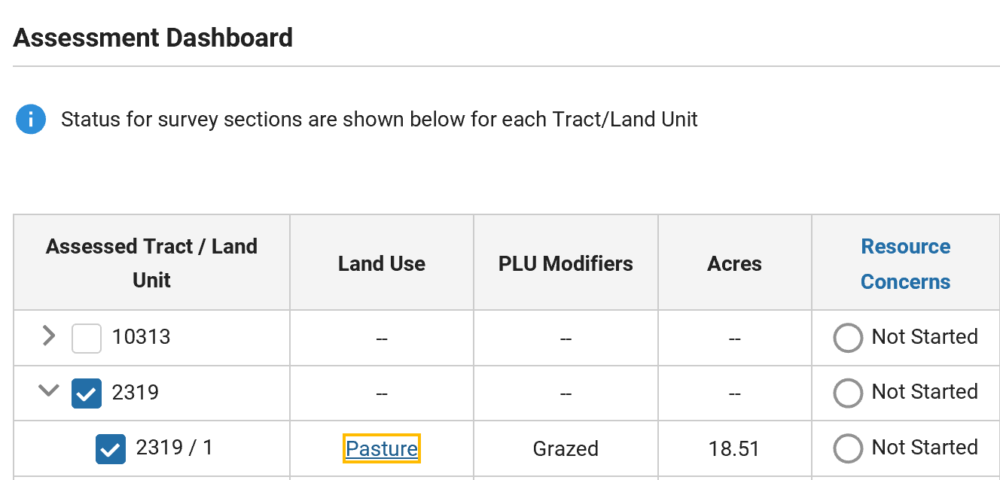 Assessment Dashboard
Status for survey sections are shown below for each Tract/Land Unit
Assessed Tract / Land Unit Land Use PLU Modifiers Acres Resource Concerns
10313 -- -- -- Not Started
2319 -- -- -- Not Started
2319 / 1 Pasture Grazed 18.51 Not Started